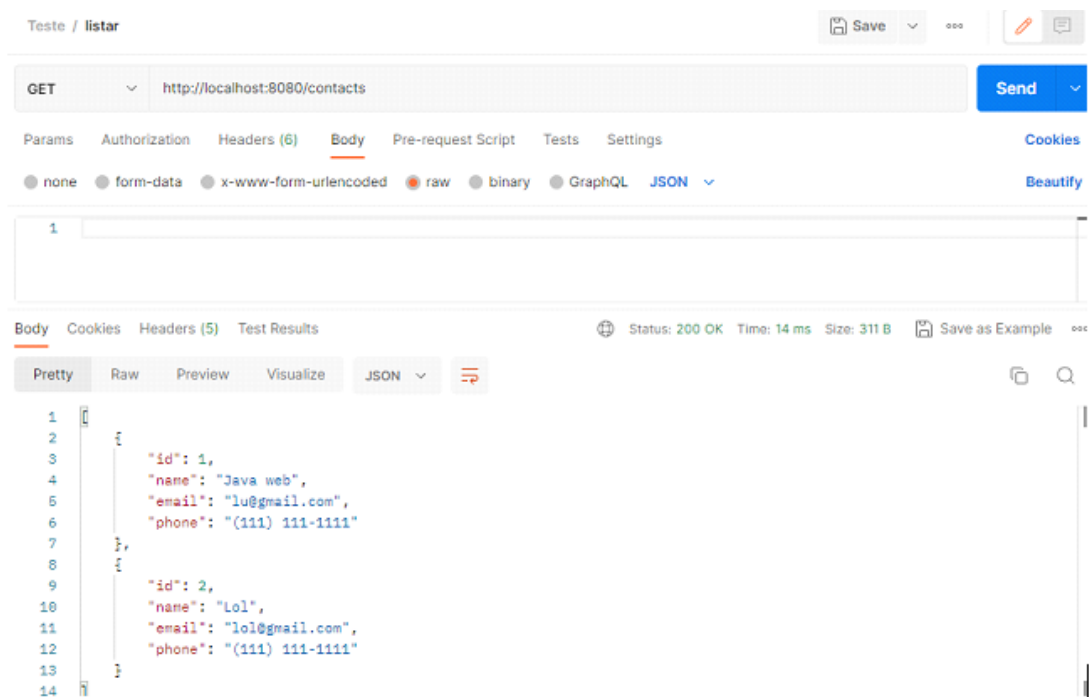 Teste / listar Save
GET http://localhost:8080/contacts Send
Params Authorization Headers (6) Body Pre-request Script Tests Settings Cookies
none form-data x-www-form-urlencoded raw binary GraphQL JSON Beautify
1
Body Cookies Headers (5) Test Results Status: 200 OK Time: 14 ms Size: 311 B Save as Example
Pretty Raw Preview Visualize JSON
1 [
2 {
3 "id": 1,
4 "name": "Java web",
5 "email": "lu@gmail.com",
6 "phone": "(111) 111-1111"
7 },
8 {
9 "id": 2,
10 "name": "Lol",
11 "email": "lol@gmail.com",
12 "phone": "(111) 111-1111"
13 }
14 ]